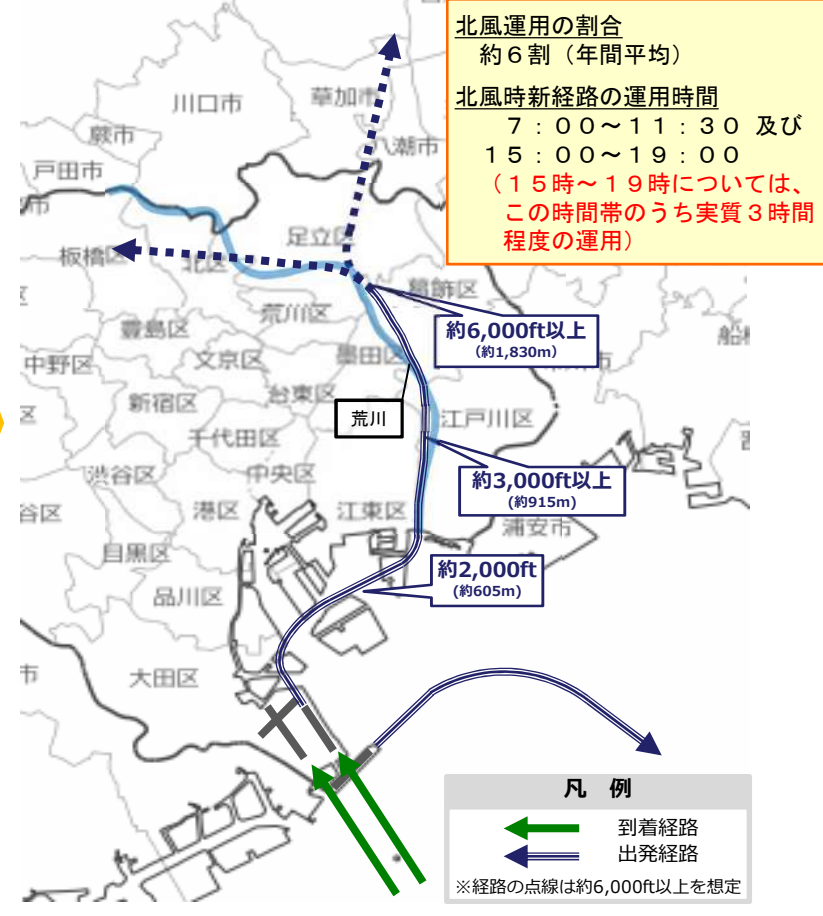 北風運用の割合
約６割（年間平均）
北風時新経路の運用時間
７：００～１１：３０ 及び
１５：００～１９：００
（１５時～１９時については、
この時間帯のうち実質３時間
程度の運用）
川口市
草加市
蕨市
八潮市
戸田市
足立区
板橋区
北区
葛飾区
荒川区
約6,000ft以上
（約1,830m）
豊島区
墨田区
中野区
文京区
台東区
新宿区
荒川
江戸川区
千代田区
渋谷区
中央区
約3,000ft以上
(約915m)
港区
江東区
浦安市
目黒区
約2,000ft
(約605m)
品川区
大田区
凡 例
到着経路
出発経路
※経路の点線は約6,000ft以上を想定